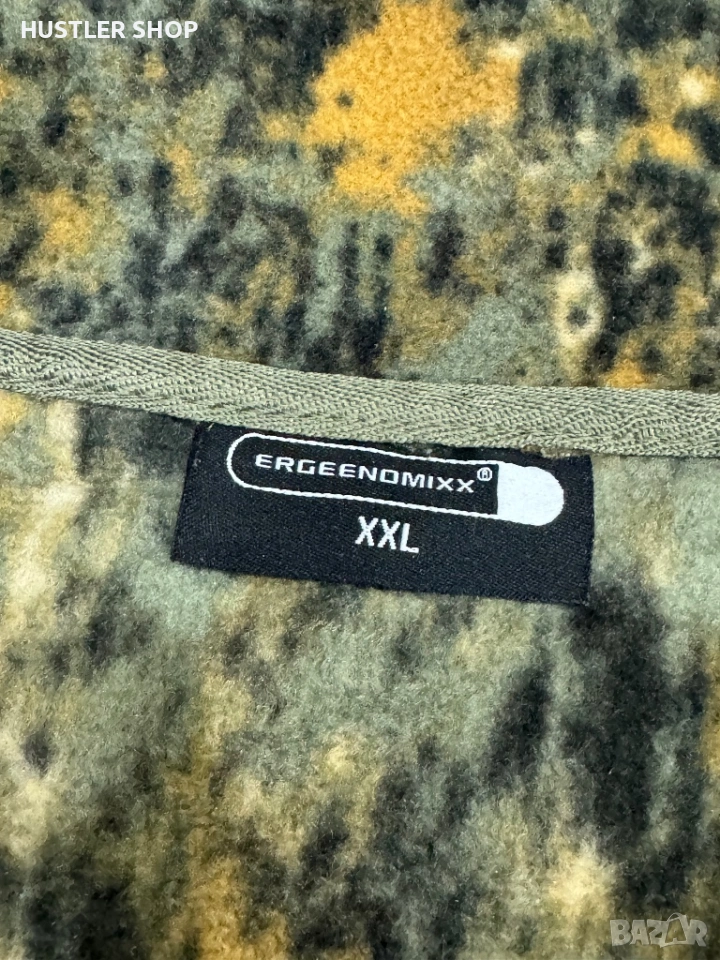 HUSTLER SHOP
ERGEENOMIXX®
XXL
BAZAR